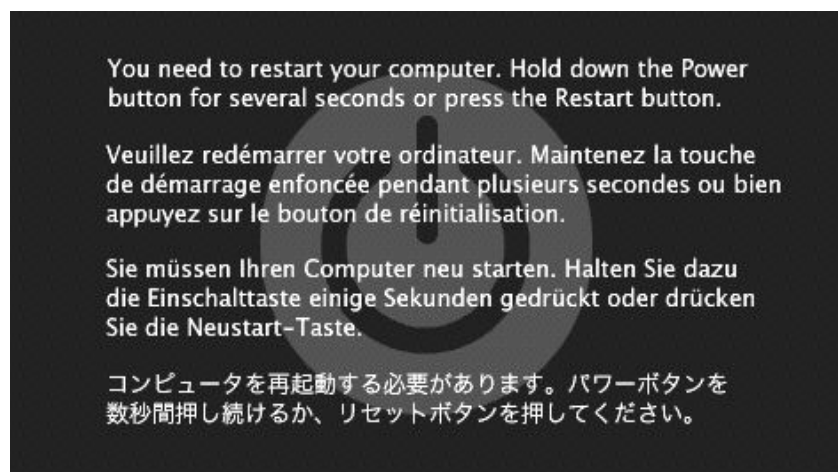 You need to restart your computer. Hold down the Power
button for several seconds or press the Restart button.
Veuillez redémarrer votre ordinateur. Maintenez la touche
de démarrage enfoncée pendant plusieurs secondes ou bien
appuyez sur le bouton de réinitialisation.
Sie müssen Ihren Computer neu starten. Halten Sie dazu
die Einschalttaste einige Sekunden gedrückt oder drücken
Sie die Neustart-Taste.
コンピュータを再起動する必要があります。パワーボタンを
数秒間押し続けるか、リセットボタンを押してください。